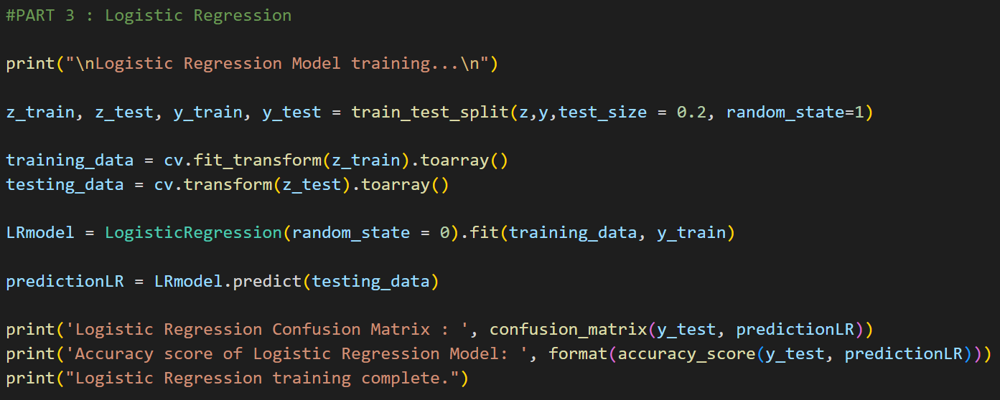 #PART 3 : Logistic Regression
print("\nLogistic Regression Model training...\n")
z_train, z_test, y_train, y_test = train_test_split(z,y,test_size = 0.2, random_state=1)
training_data = cv.fit_transform(z_train).toarray()
testing_data = cv.transform(z_test).toarray()
LRmodel = LogisticRegression(random_state = 0).fit(training_data, y_train)
predictionLR = LRmodel.predict(testing_data)
print('Logistic Regression Confusion Matrix : ', confusion_matrix(y_test, predictionLR))
print('Accuracy score of Logistic Regression Model: ', format(accuracy_score(y_test, predictionLR)))
print("Logistic Regression training complete.")